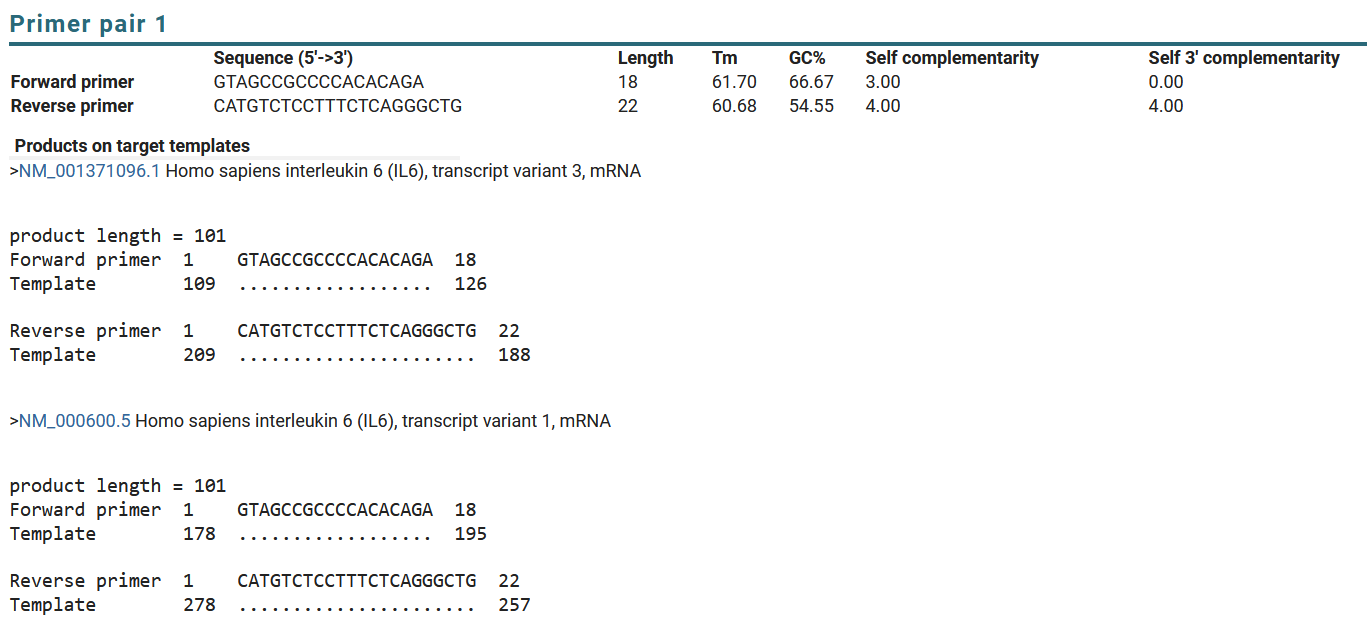 Primer pair 1
Sequence (5'->3') Length Tm GC% Self complementarity Self 3' complementarity
Forward primer GTAGCCGCCCCACACAGA 18 61.70 66.67 3.00 0.00
Reverse primer CATGTCTCCTTTCTCAGGGCTG 22 60.68 54.55 4.00 4.00
Products on target templates
>NM_001371096.1 Homo sapiens interleukin 6 (IL6), transcript variant 3, mRNA
product length = 101
Forward primer 1 GTAGCCGCCCCACACAGA 18
Template 109 .................. 126
Reverse primer 1 CATGTCTCCTTTCTCAGGGCTG 22
Template 209 ...................... 188
>NM_000600.5 Homo sapiens interleukin 6 (IL6), transcript variant 1, mRNA
product length = 101
Forward primer 1 GTAGCCGCCCCACACAGA 18
Template 178 .................. 195
Reverse primer 1 CATGTCTCCTTTCTCAGGGCTG 22
Template 278 ...................... 257